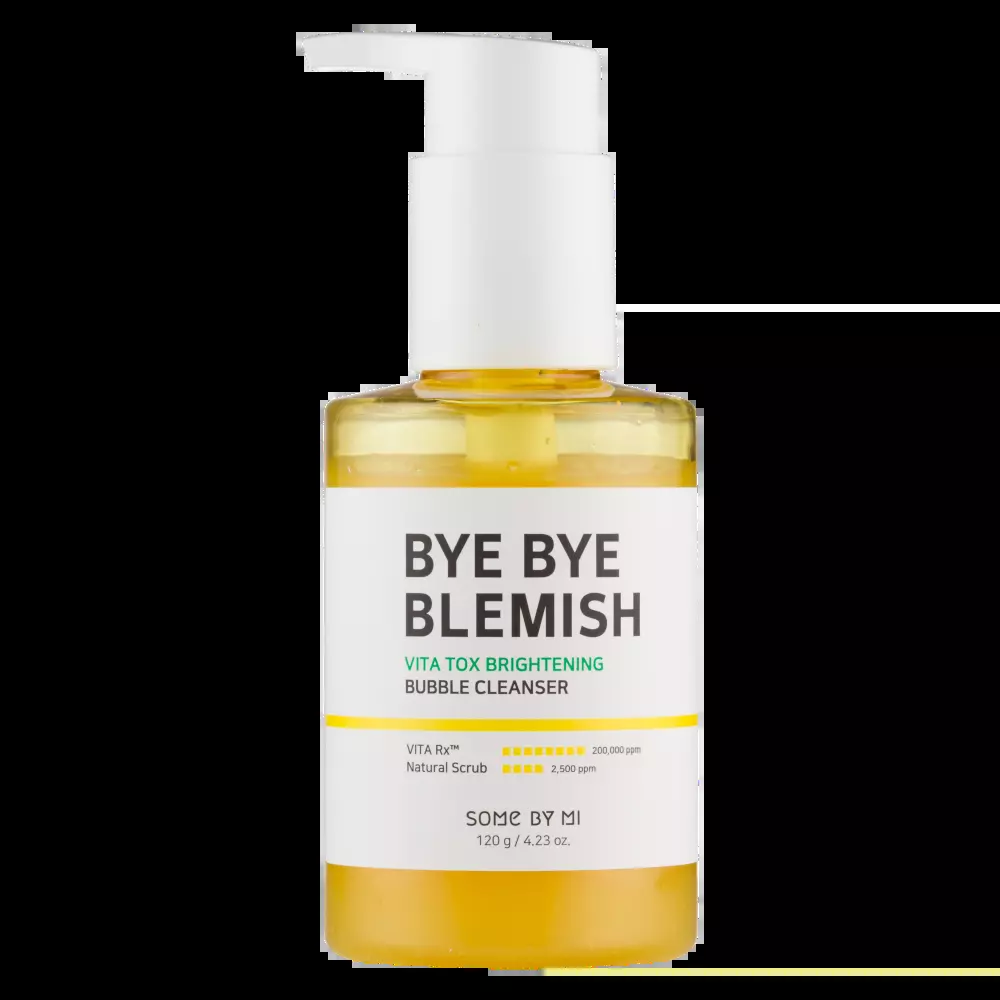 BYE BYE
BLEMISH
VITA TOX BRIGHTENING
BUBBLE CLEANSER
VITA Rx™ 200,000 ppm
Natural Scrub 2,500 ppm
SOME BY MI
120 g / 4.23 oz.